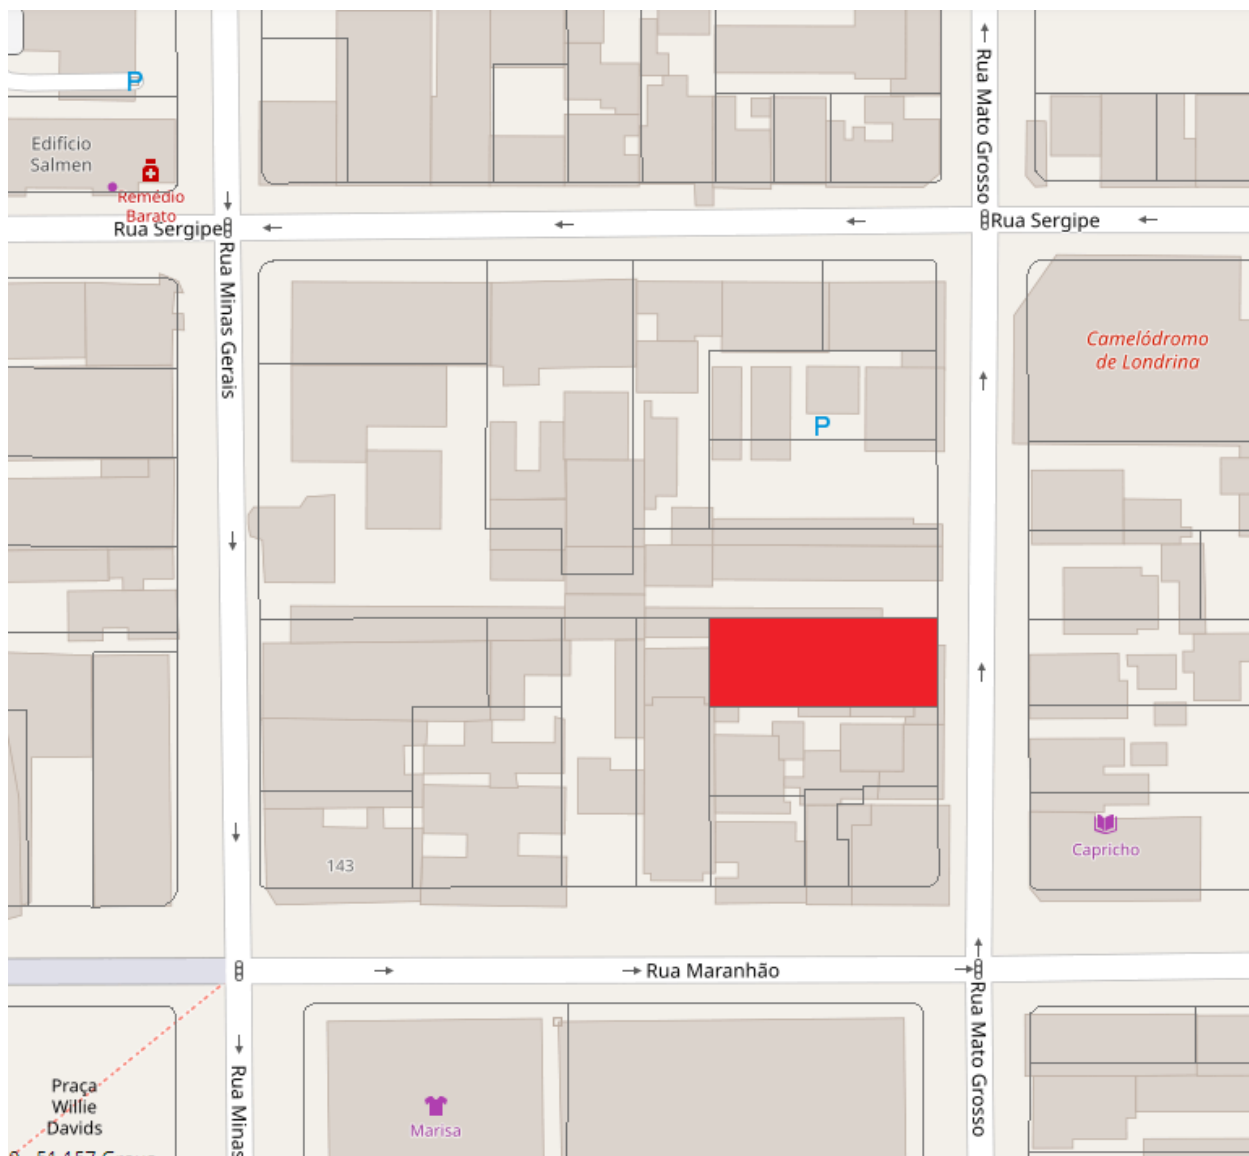 P
Rua Mato Grosso
Edifício
Salmen
Remédio
Barato
Rua Sergipe
Rua Sergipe
Rua Minas Gerais
Camelódromo
de Londrina
P
143
Capricho
Rua Maranhão
Rua Mato Grosso
Rua Minas
Praça
Willie
Davids
Marisa